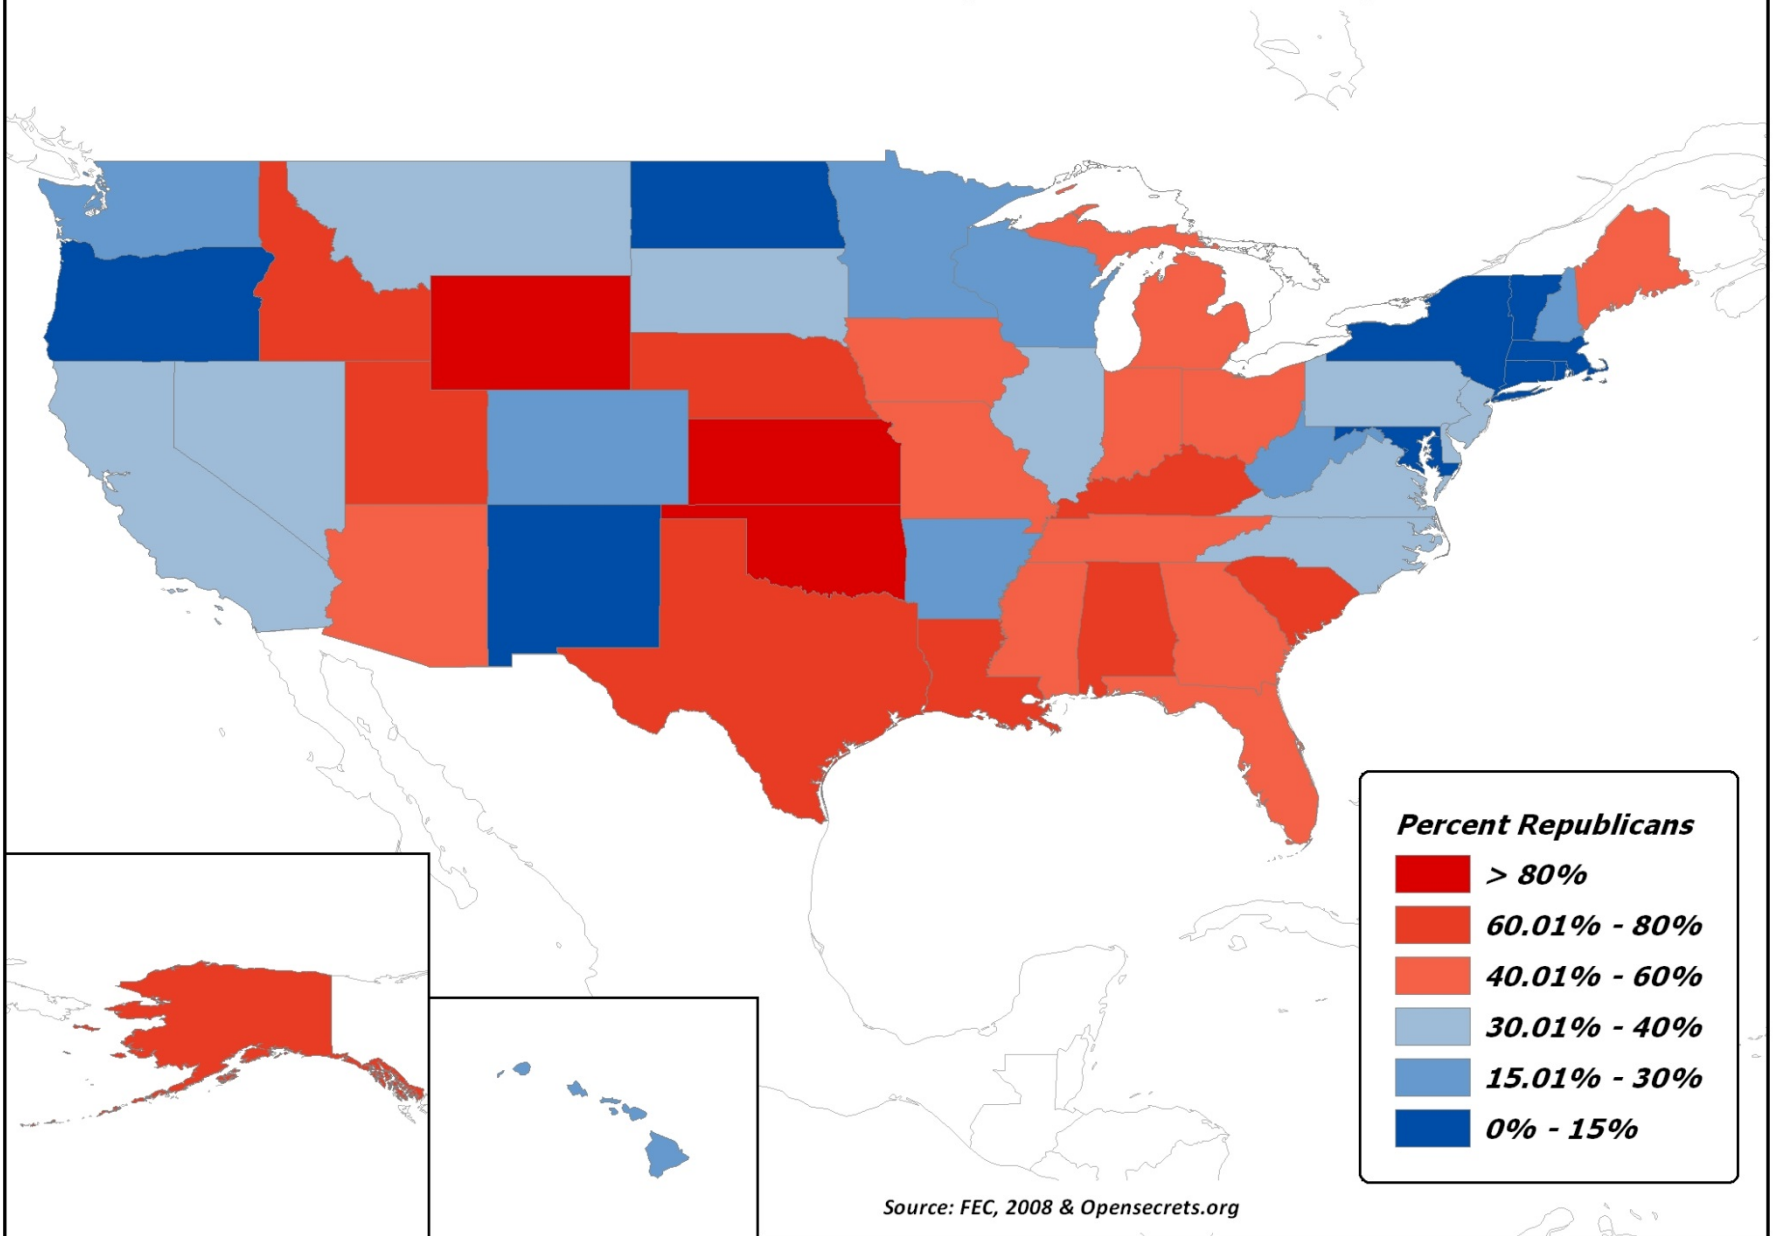 Percent Republicans
> 80%
60.01% - 80%
40.01% - 60%
30.01% - 40%
15.01% - 30%
0% - 15%
Source: FEC, 2008 & Opensecrets.org